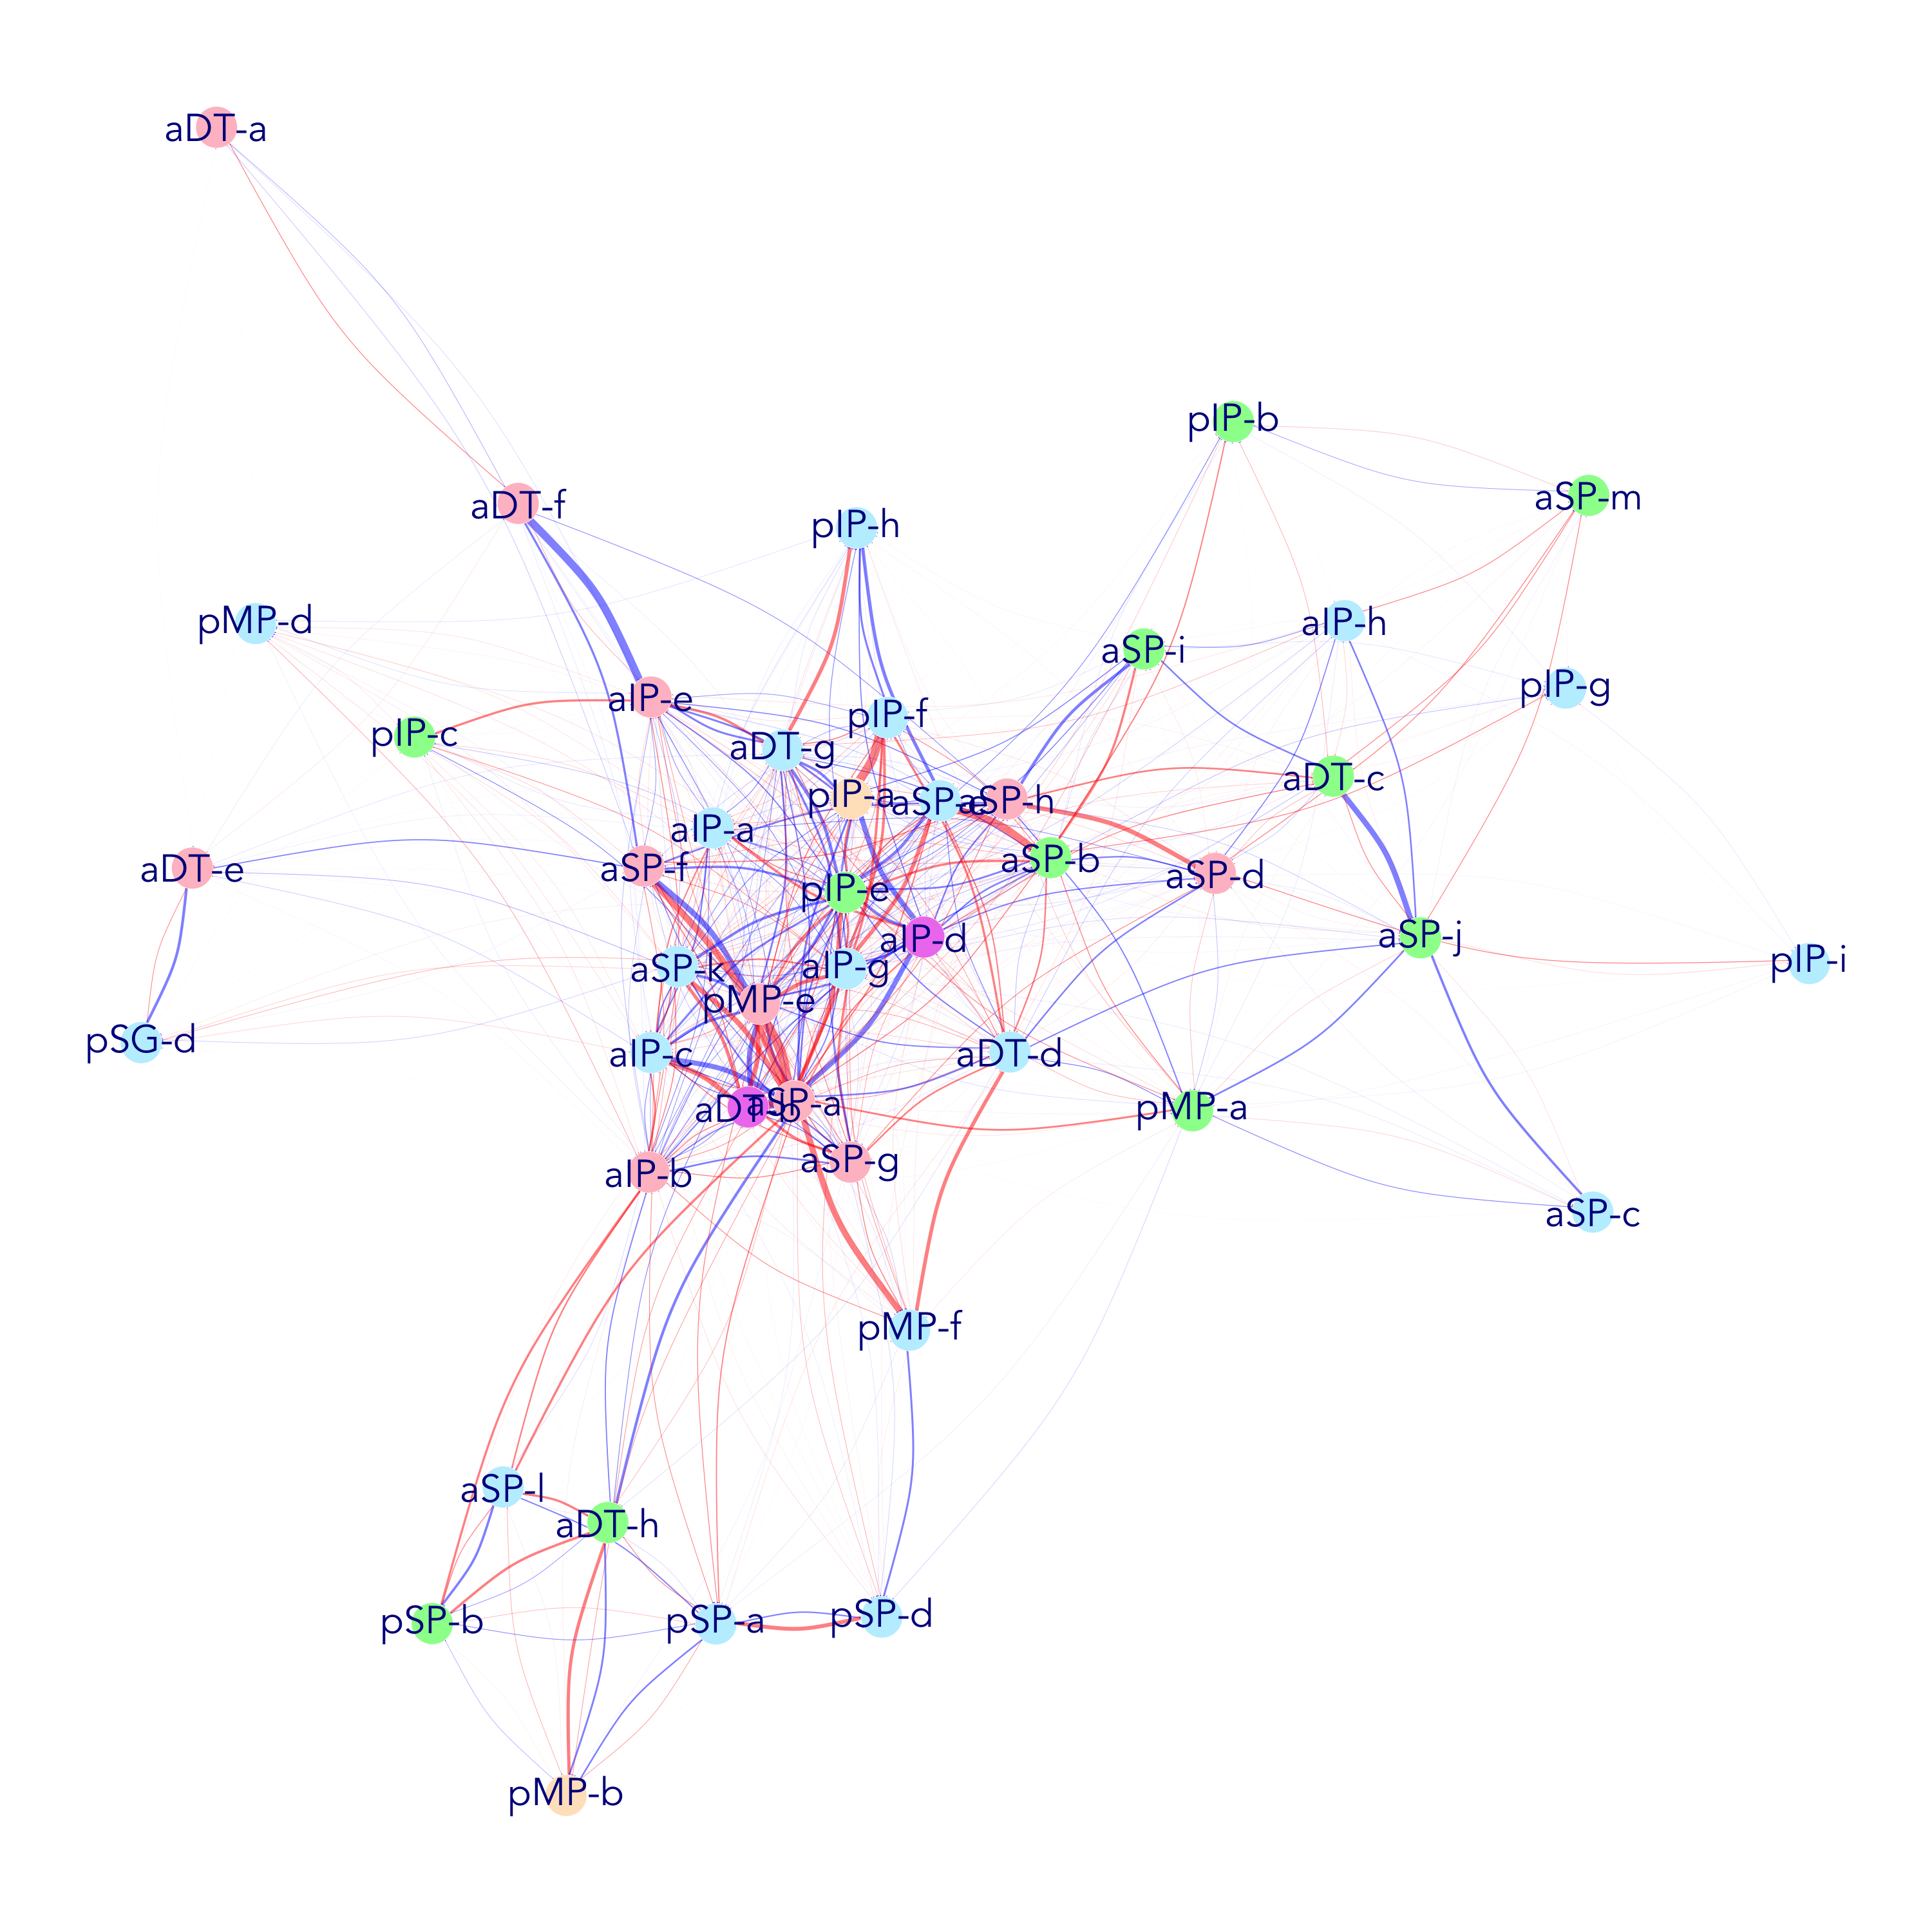 aDT-a
pIP-b
aSP-m
aDT-f
pIP-h
pMP-d
aIP-h
aSP-i
pIP-g
aIP-e
pIP-f
pIP-c
aDT-g
aDT-c
pIP-a
aSP-e
aSP-h
aIP-a
aSP-b
aSP-f
aDT-e
aSP-d
pIP-e
aIP-d
aSP-j
aSP-k
aIP-g
pIP-i
pMP-e
pSG-d
aIP-c
aDT-d
aDT-b
aSP-a
pMP-a
aSP-g
aIP-b
aSP-c
pMP-f
aSP-l
aDT-h
pSP-b
pSP-a
pSP-d
pMP-b